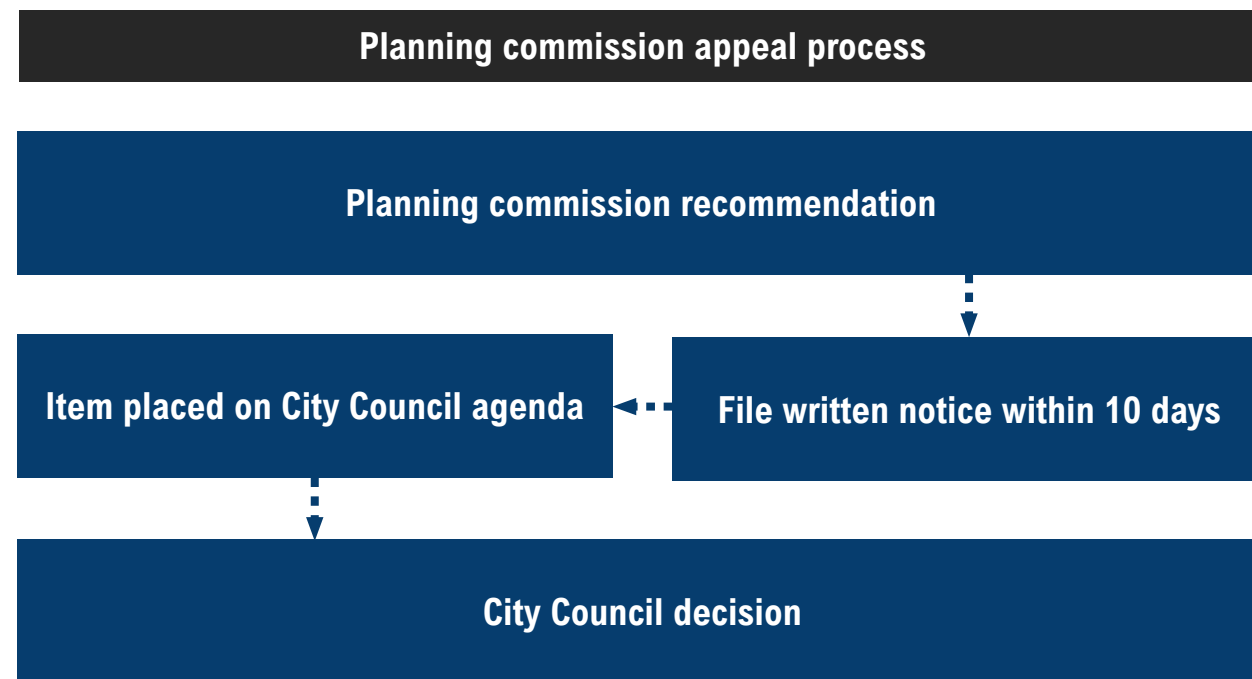 Planning commission appeal process
Planning commission recommendation
Item placed on City Council agenda
File written notice within 10 days
City Council decision